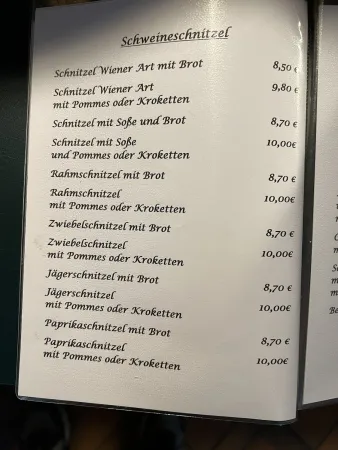 Schweineschnitzel
Schnitzel Wiener Art mit Brot 8,50 €
Schnitzel Wiener Art 9,80 €
mit Pommes oder Kroketten
Schnitzel mit Soße und Brot 8,70 €
Schnitzel mit Soße 10,00€
und Pommes oder Kroketten
Rahmschnitzel mit Brot 8,70 €
Rahmschnitzel 10,00€
mit Pommes oder Kroketten
Zwiebelschnitzel mit Brot 8,70 €
Zwiebelschnitzel 10,00€
mit Pommes oder Kroketten
Jägerschnitzel mit Brot 8,70 €
Jägerschnitzel 10,00€
mit Pommes oder Kroketten
Paprikaschnitzel mit Brot 8,70 €
Paprikaschnitzel 10,00€
mit Pommes oder Kroketten